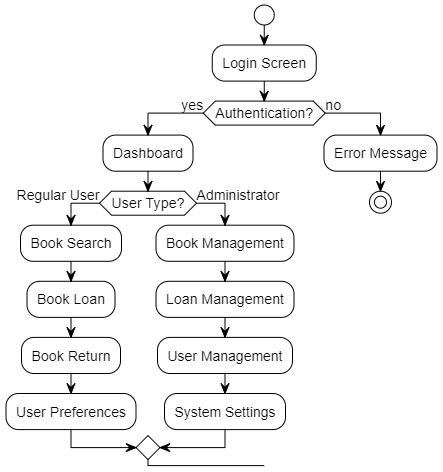 Login Screen
yes
Authentication?
no
Dashboard
Error Message
Regular User
User Type?
Administrator
Book Search
Book Management
Book Loan
Loan Management
Book Return
User Management
User Preferences
System Settings